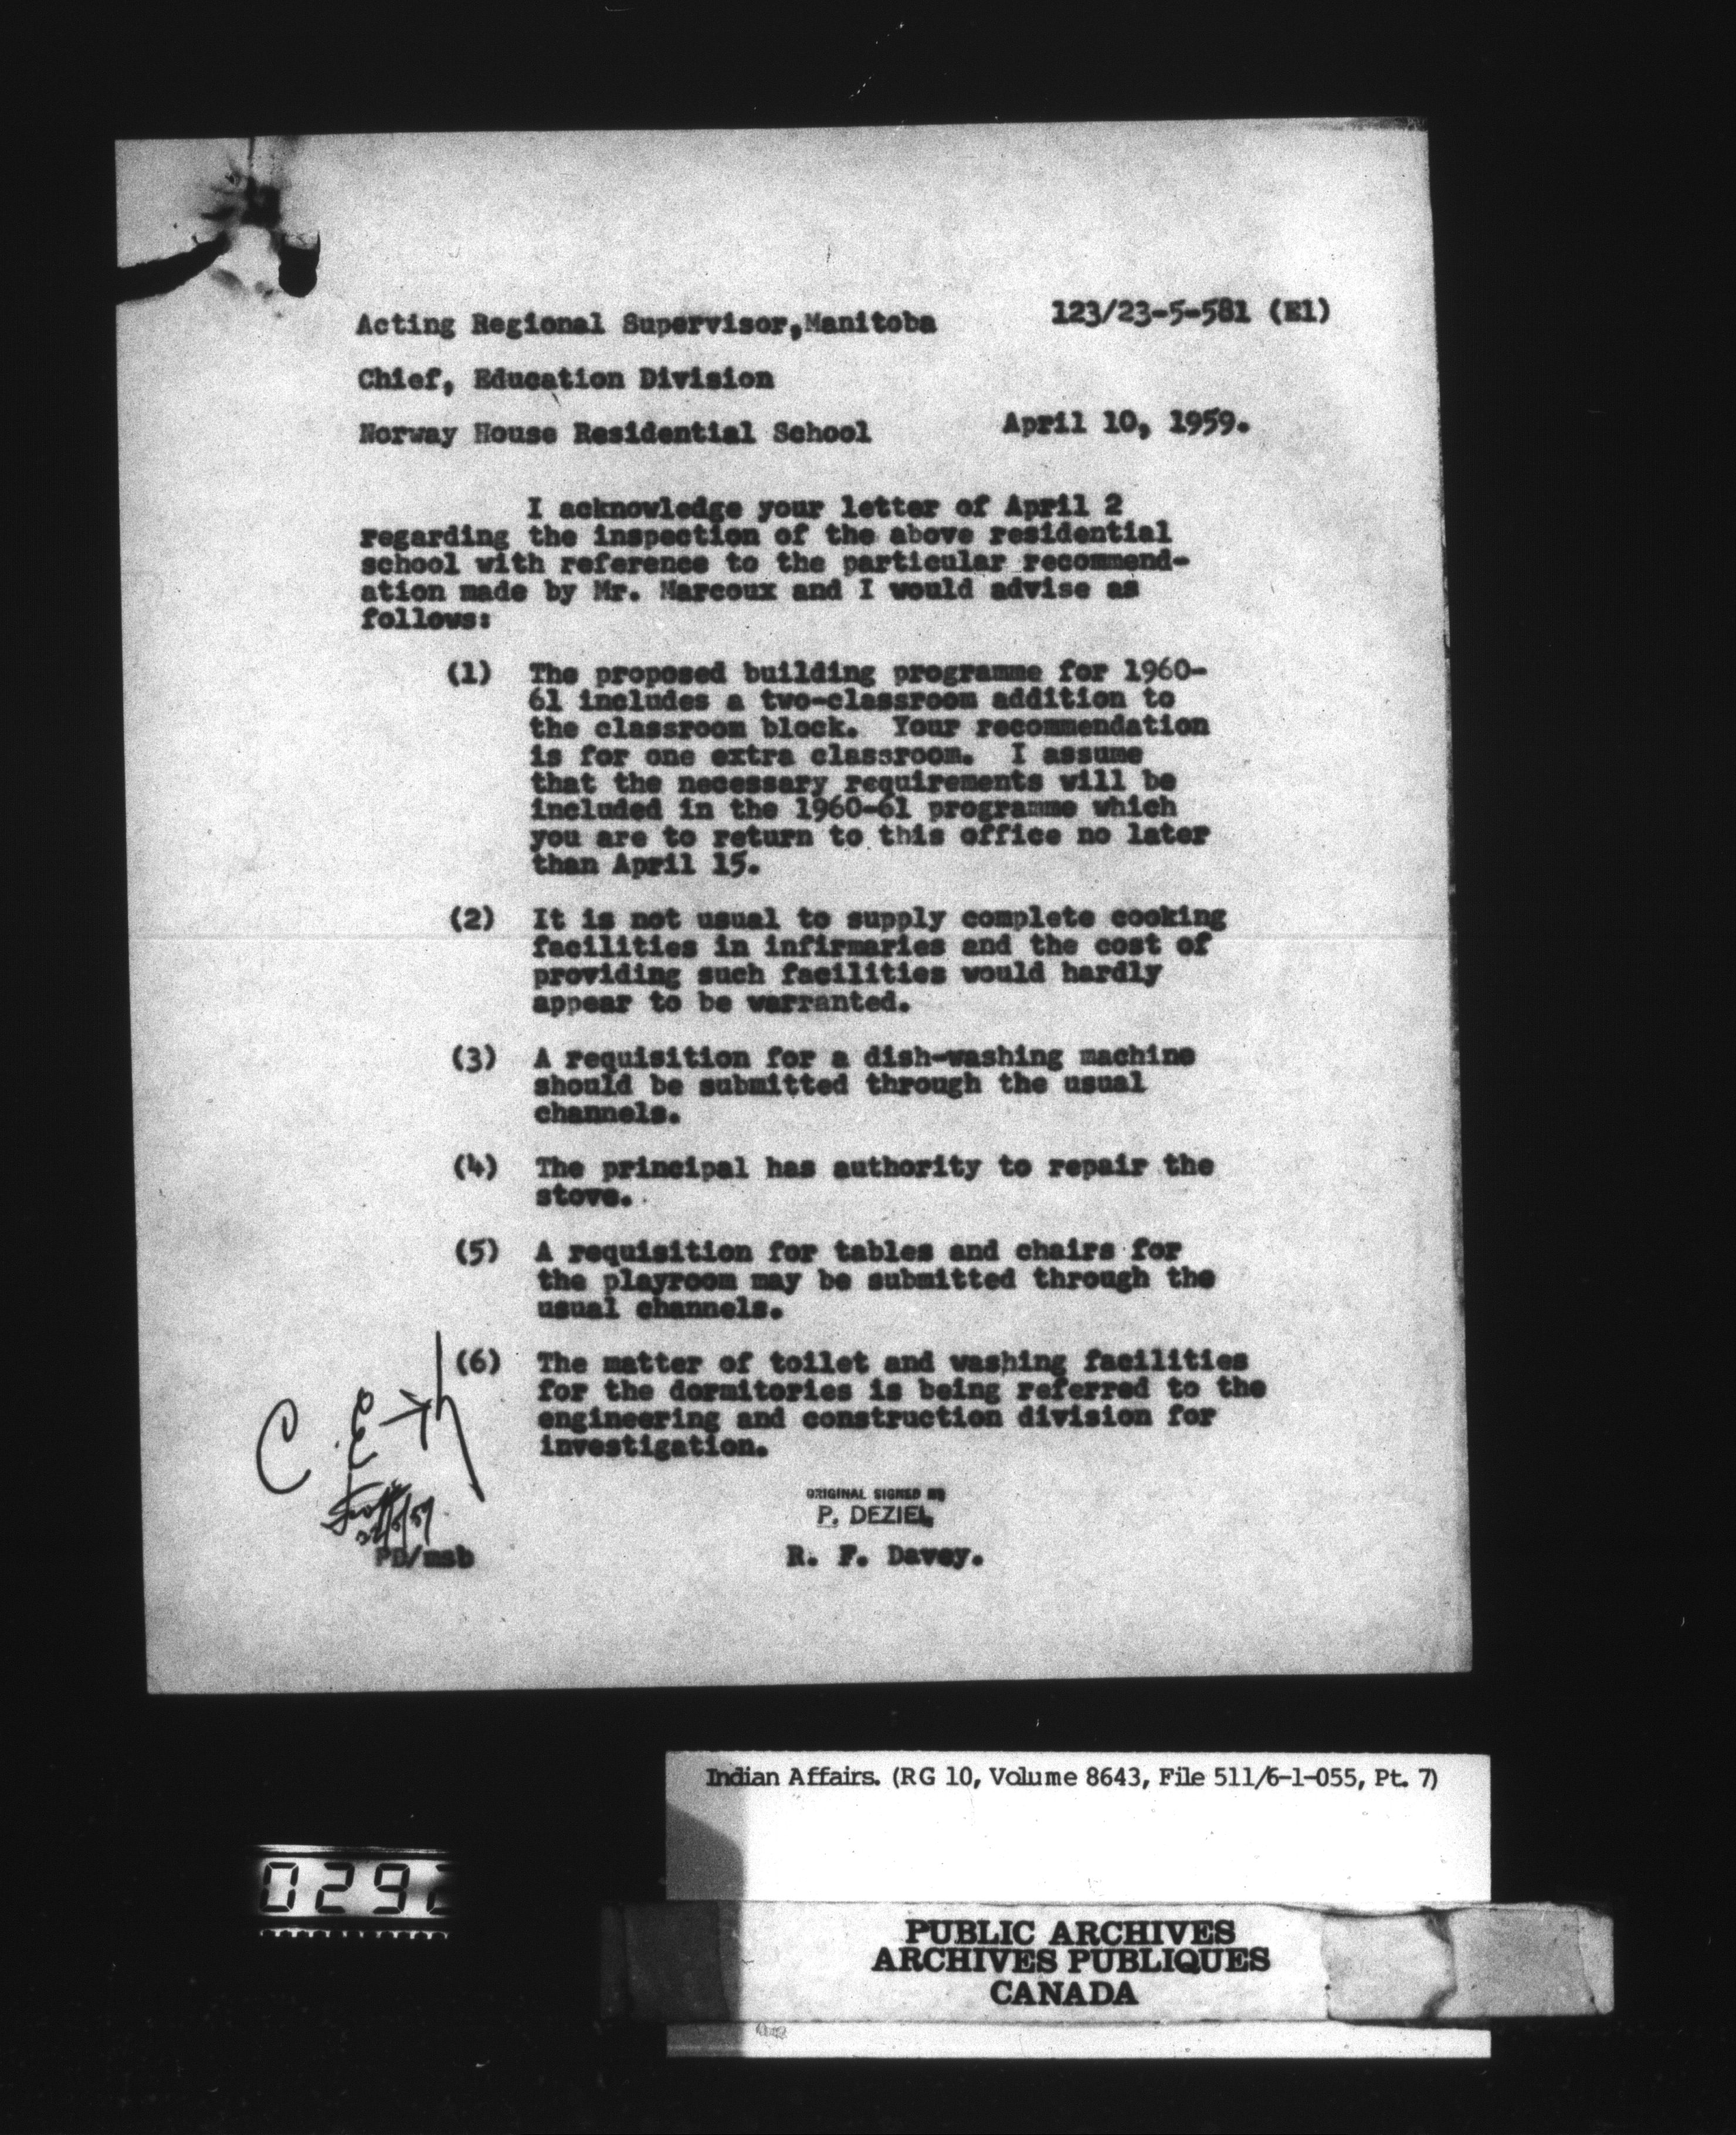 Acting Regional Supervisor,Manitoba 123/23-5-581 (E1)
Chief, Education Division
Norway House Residential School April 10, 1959.
I acknowledge your letter of April 2
regarding the inspection of the above residential
school with reference to the particular recommend-
ation made by Mr. Marcoux and I would advise as
follows:
(1) The proposed building programme for 1960-
61 includes a two-classroom addition to
the classroom block. Your recommendation
is for one extra classroom. I assume
that the necessary requirements will be
included in the 1960-61 programme which
you are to return to this office no later
than April 15.
(2) It is not usual to supply complete cooking
facilities in infirmaries and the cost of
providing such facilities would hardly
appear to be warranted.
(3) A requisition for a dish-washing machine
should be submitted through the usual
channels.
(4) The principal has authority to repair the
stove.
(5) A requisition for tables and chairs for
the playroom may be submitted through the
usual channels.
(6) The matter of toilet and washing facilities
for the dormitories is being referred to the
engineering and construction division for
investigation.
ORIGINAL SIGNED BY
P. DEZIEL
PD/msb R. F. Davey.
Indian Affairs. (RG 10, Volume 8643, File 511/6-1-055, Pt. 7)
0292
PUBLIC ARCHIVES
ARCHIVES PUBLIQUES
CANADA